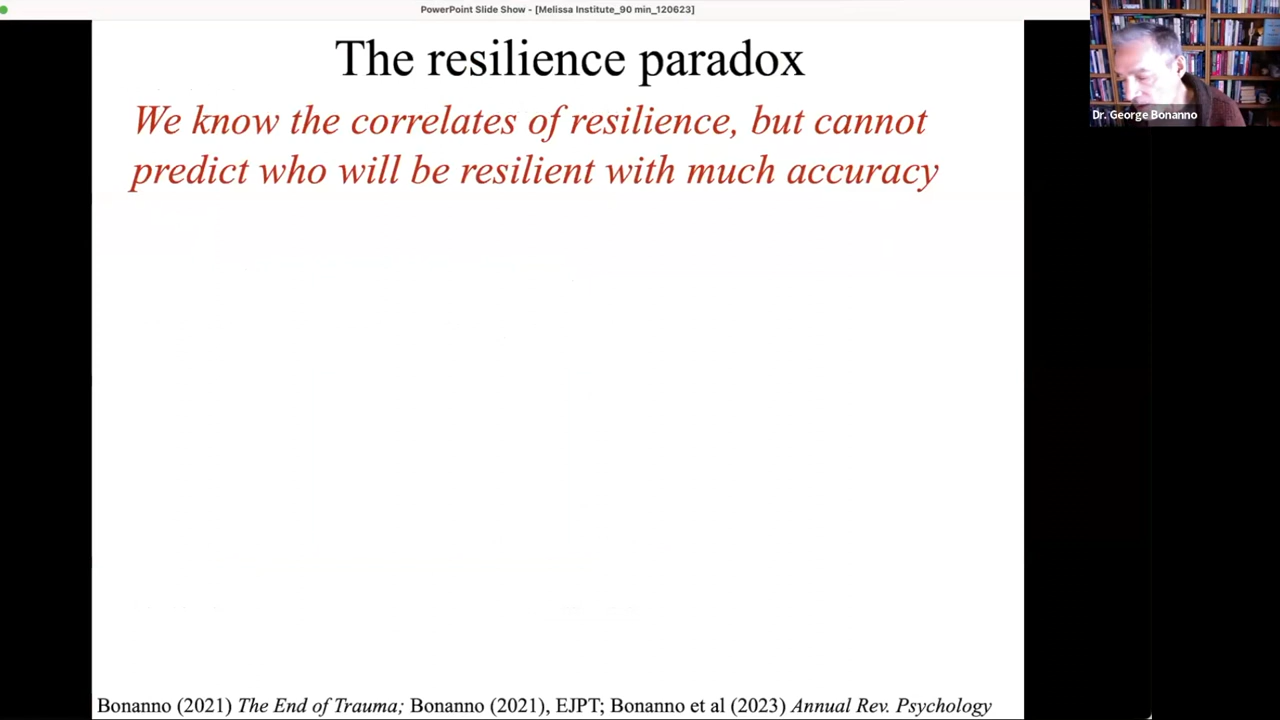 PowerPoint Slide Show - [Melissa Institute_90 min_120623]
The resilience paradox
Dr. George Bonanno
We know the correlates of resilience, but cannot
predict who will be resilient with much accuracy
Bonanno (2021) The End of Trauma; Bonanno (2021), EJPT; Bonanno et al (2023) Annual Rev. Psychology